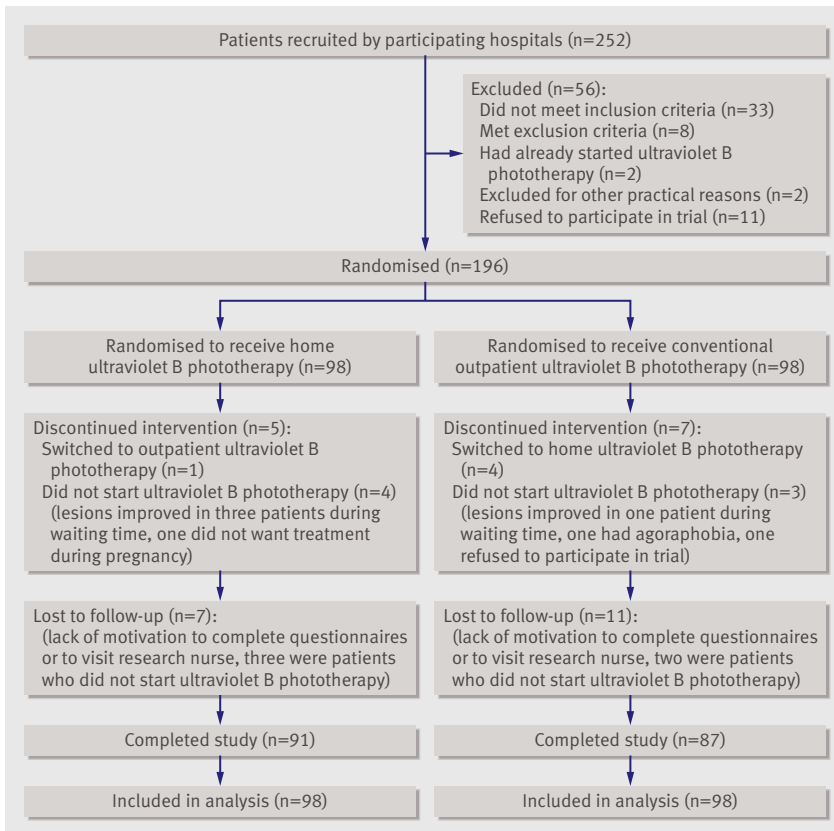 Patients recruited by participating hospitals (n=252)
Excluded (n=56):
Did not meet inclusion criteria (n=33)
Met exclusion criteria (n=8)
Had already started ultraviolet B
phototherapy (n=2)
Excluded for other practical reasons (n=2)
Refused to participate in trial (n=11)
Randomised (n=196)
Randomised to receive home
ultraviolet B phototherapy (n=98)
Randomised to receive conventional
outpatient ultraviolet B phototherapy (n=98)
Discontinued intervention (n=5):
Switched to outpatient ultraviolet B
phototherapy (n=1)
Did not start ultraviolet B phototherapy (n=4)
(lesions improved in three patients during
waiting time, one did not want treatment
during pregnancy)
Discontinued intervention (n=7):
Switched to home ultraviolet B phototherapy
(n=4)
Did not start ultraviolet B phototherapy (n=3)
(lesions improved in one patient during
waiting time, one had agoraphobia, one
refused to participate in trial)
Lost to follow-up (n=7):
(lack of motivation to complete questionnaires
or to visit research nurse, three were patients
who did not start ultraviolet B phototherapy)
Lost to follow-up (n=11):
(lack of motivation to complete questionnaires
or to visit research nurse, two were patients
who did not start ultraviolet B phototherapy)
Completed study (n=91)
Completed study (n=87)
Included in analysis (n=98)
Included in analysis (n=98)